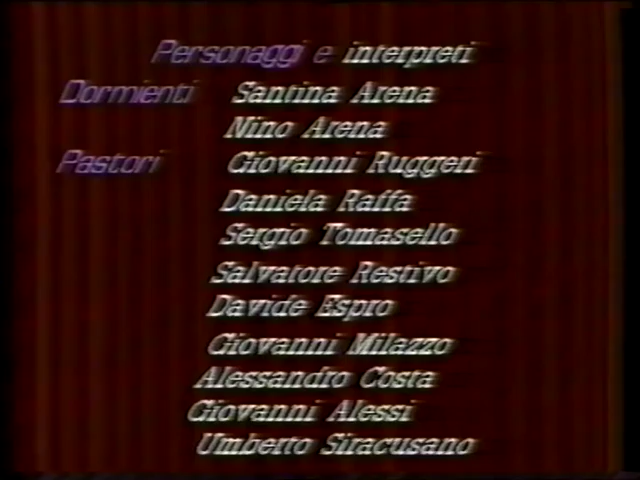 Personaggi e interpreti
Dormienti Santina Arena
Nino Arena
Pastori Giovanni Ruggeri
Daniela Raffa
Sergio Tomasello
Salvatore Restivo
Davide Espro
Giovanni Milazzo
Alessandro Costa
Giovanni Alessi
Umberto Siracusano